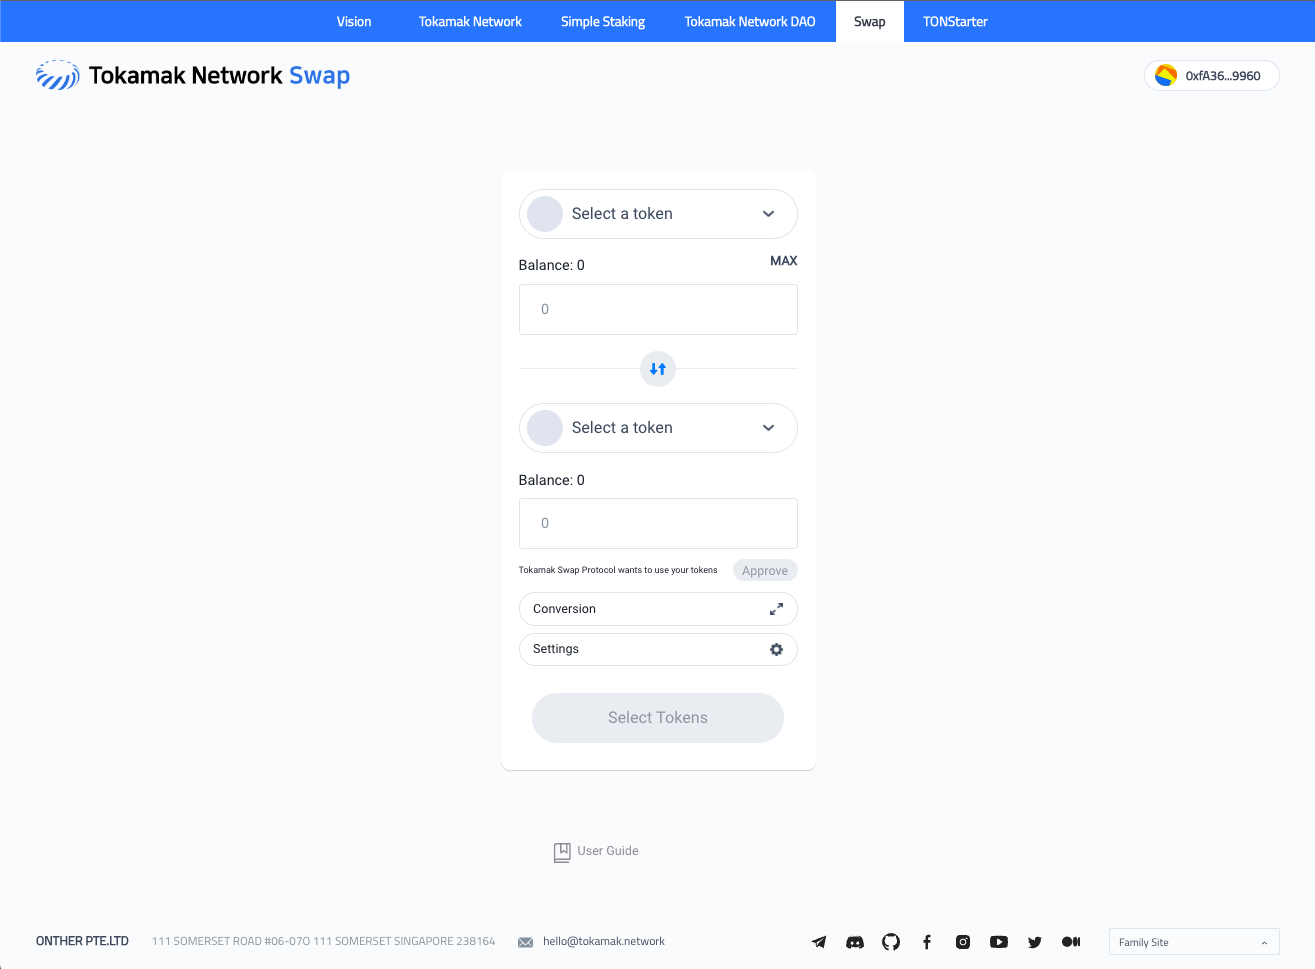 Vision Tokamak Network Simple Staking Tokamak Network DAO Swap TONStarter
Tokamak Network Swap
0xfA36...9960
Select a token
Balance: 0
MAX
0
Select a token
Balance: 0
0
Tokamak Swap Protocol wants to use your tokens
Approve
Conversion
Settings
Select Tokens
User Guide
ONTHER PTE.LTD 111 SOMERSET ROAD #06-07O 111 SOMERSET SINGAPORE 238164 hello@tokamak.network
Family Site